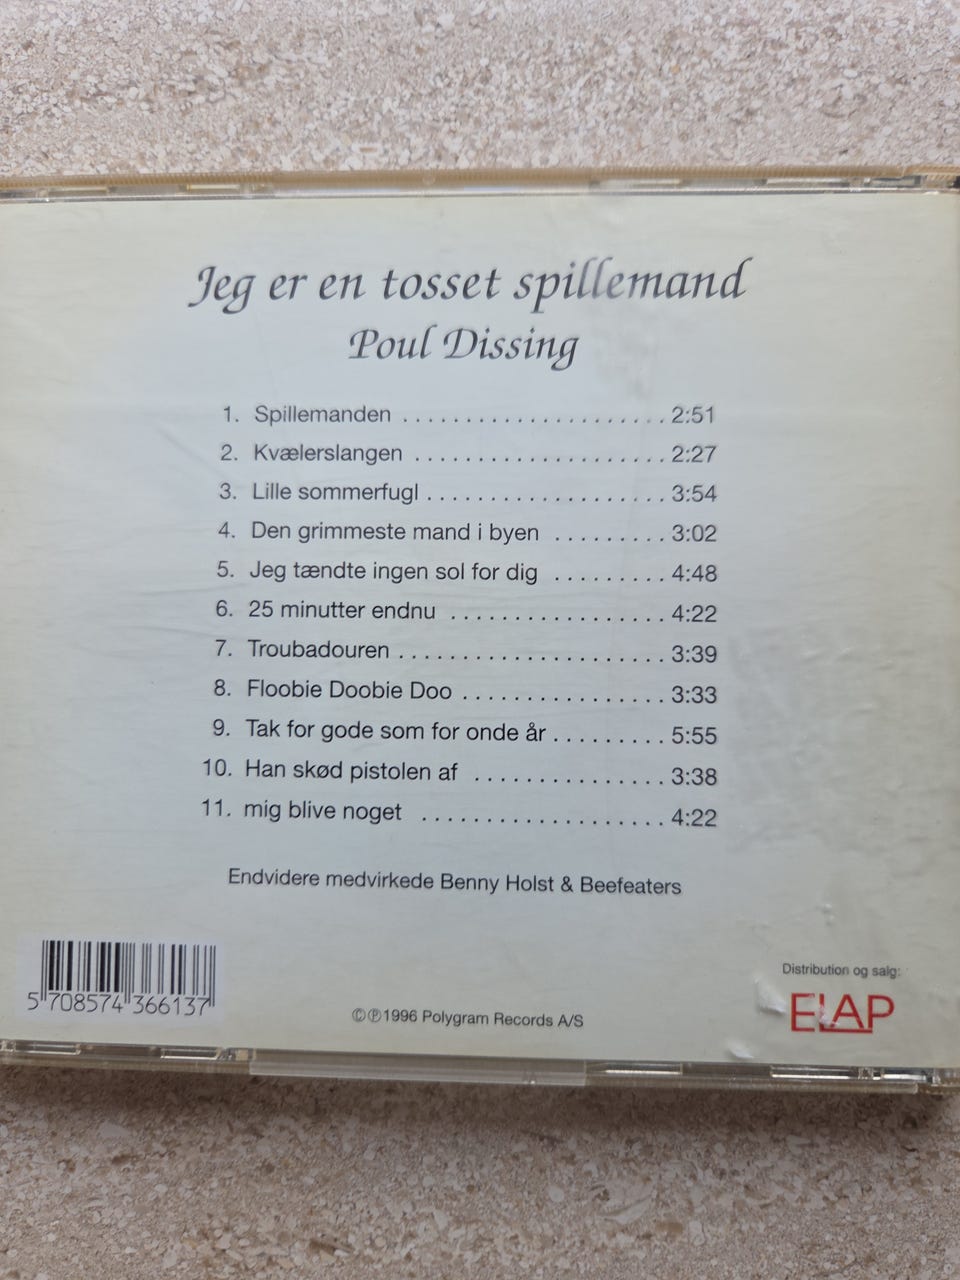 Jeg er en tosset spillemand
Poul Dissing
1. Spillemanden ..................... 2:51
2. Kvælerslangen .................... 2:27
3. Lille sommerfugl ................... 3:54
4. Den grimmeste mand i byen ......... 3:02
5. Jeg tændte ingen sol for dig ......... 4:48
6. 25 minutter endnu ................. 4:22
7. Troubadouren ..................... 3:39
8. Floobie Doobie Doo ................ 3:33
9. Tak for gode som for onde år ......... 5:55
10. Han skød pistolen af ............... 3:38
11. mig blive noget ................... 4:22
Endvidere medvirkede Benny Holst & Beefeaters
Distribution og salg:
ELAP
5 708574 366137
©℗1996 Polygram Records A/S